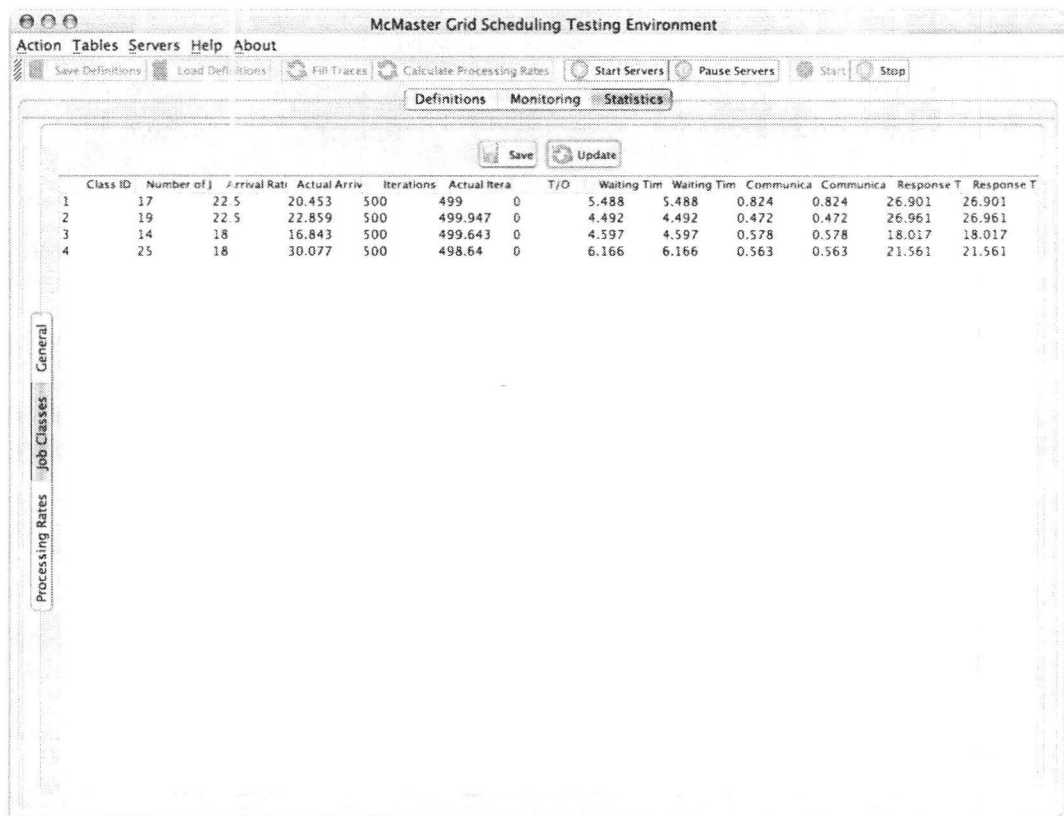 McMaster Grid Scheduling Testing Environment
Action Tables Servers Help About
Save Definitions Load Definitions Fill Traces Calculate Processing Rates Start Servers Pause Servers Start Stop
Definitions Monitoring Statistics
Save Update
Class ID Number of J Arrival Rat Actual Arriv Iterations Actual Itera T/O Waiting Tim Waiting Tim Communica Communica Response T Response T
1 17 22.5 20.453 500 499 0 5.488 5.488 0.824 0.824 26.901 26.901
2 19 22.5 22.859 500 499.947 0 4.492 4.492 0.472 0.472 26.961 26.961
3 14 18 16.843 500 499.643 0 4.597 4.597 0.578 0.578 18.017 18.017
4 25 18 30.077 500 498.64 0 6.166 6.166 0.563 0.563 21.561 21.561
General
Job Classes
Processing Rates